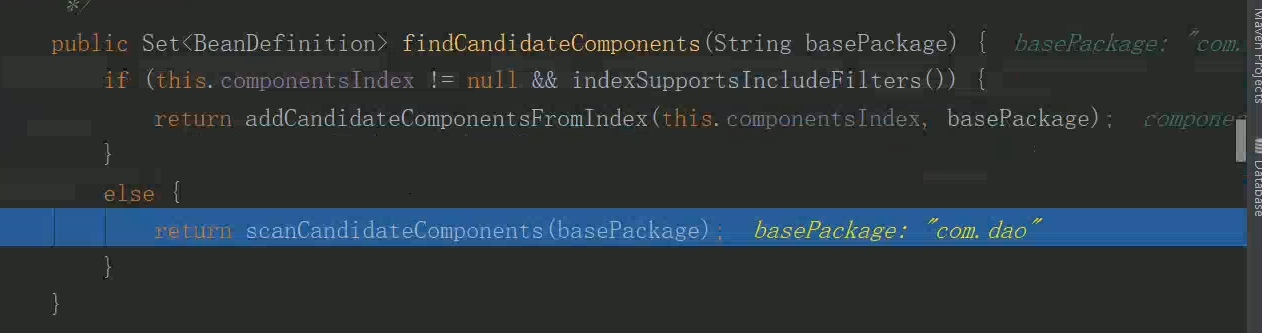 */
public Set<BeanDefinition> findCandidateComponents(String basePackage) {  basePackage: "com.
if (this.componentsIndex != null && indexSupportsIncludeFilters()) {
return addCandidateComponentsFromIndex(this.componentsIndex, basePackage);  compone
}
else {
return scanCandidateComponents(basePackage);  basePackage: "com.dao"
}
}
Maven Projects
Database